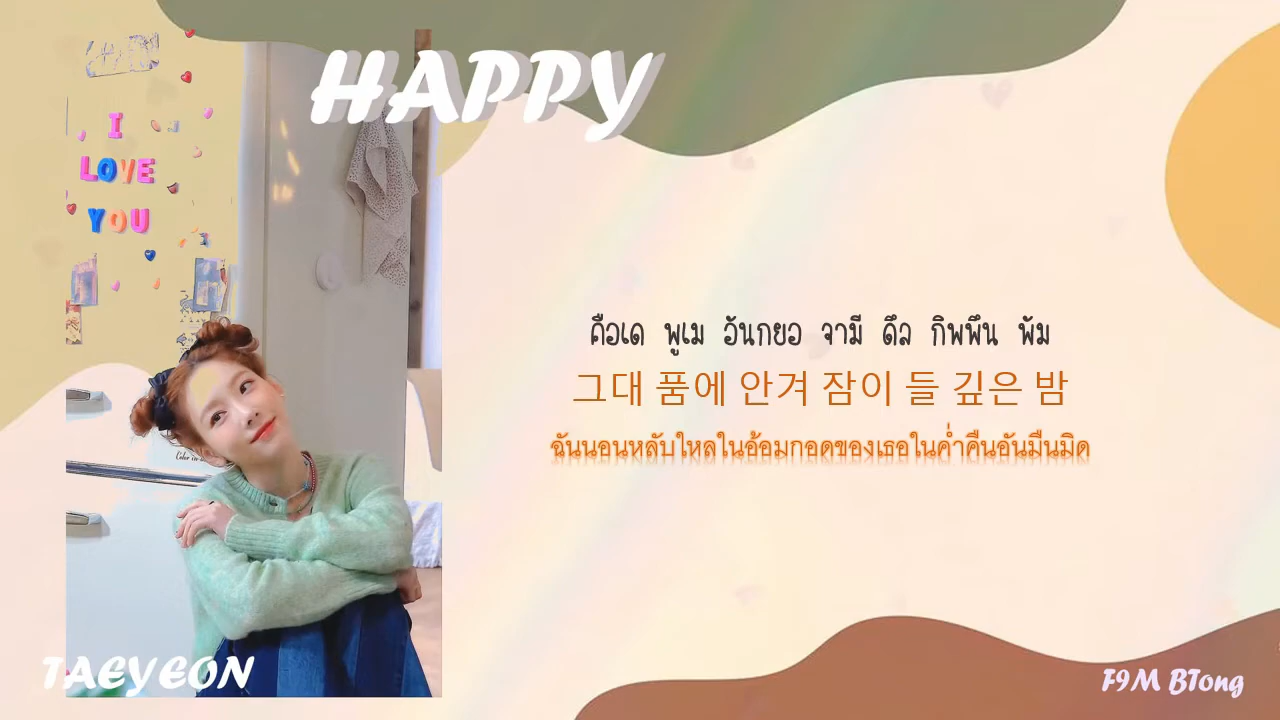 HAPPY
I
LOVE
YOU
คือเด พูเม อันกยอ จามี ดึล กิพพึน พัม
그대 품에 안겨 잠이 들 깊은 밤
ฉันนอนหลับใหลในอ้อมกอดของเธอในค่ำคืนอันมืนมิด
TAEYEON
F9M BTong